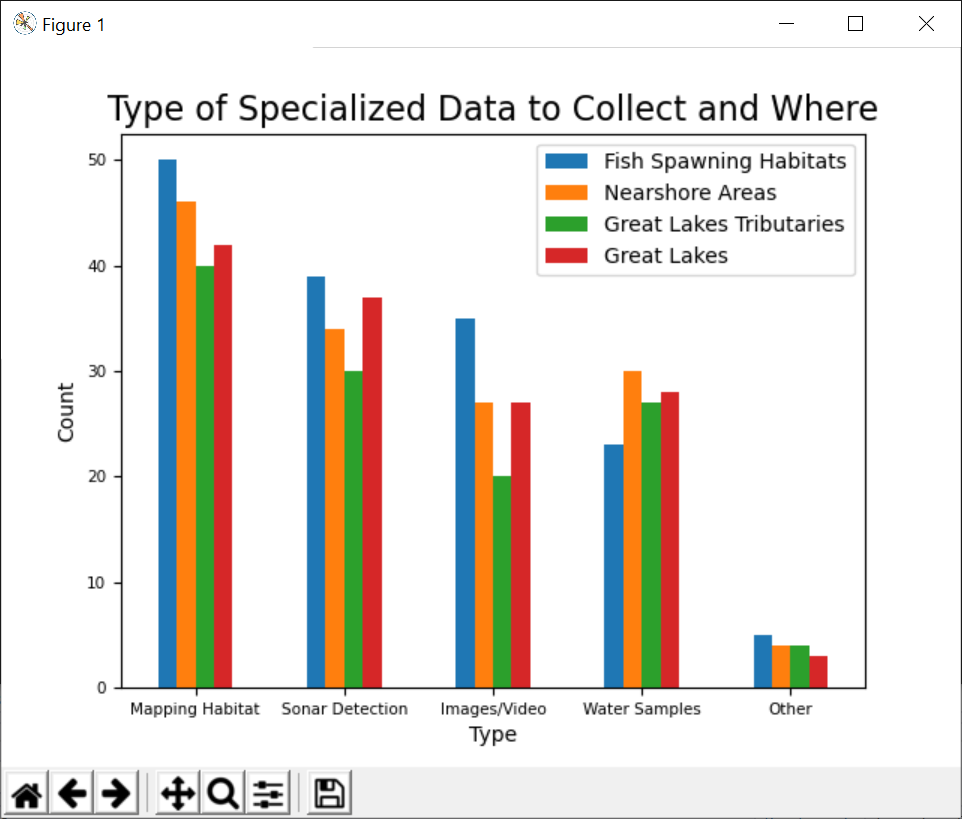 Figure 1
Type of Specialized Data to Collect and Where
Fish Spawning Habitats
Nearshore Areas
Great Lakes Tributaries
Great Lakes
50
40
30
20
10
0
Count
Mapping Habitat Sonar Detection Images/Video Water Samples Other
Type